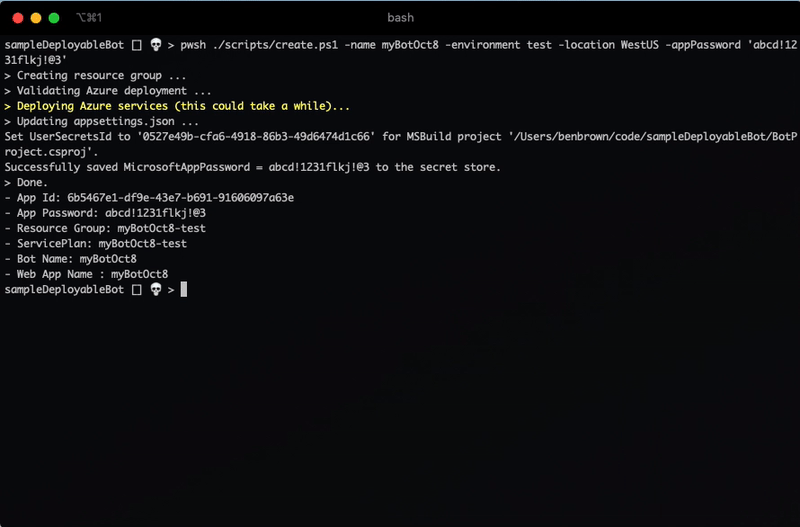 ⌥⌘1
bash
sampleDeployableBot □ 💀 > pwsh ./scripts/create.ps1 -name myBotOct8 -environment test -location WestUS -appPassword 'abcd!12
31flkj!@3'
> Creating resource group ...
> Validating Azure deployment ...
> Deploying Azure services (this could take a while)...
> Updating appsettings.json ...
Set UserSecretsId to '0527e49b-cfa6-4918-86b3-49d6474d1c66' for MSBuild project '/Users/benbrown/code/sampleDeployableBot/BotP
roject.csproj'.
Successfully saved MicrosoftAppPassword = abcd!1231flkj!@3 to the secret store.
> Done.
- App Id: 6b5467e1-df9e-43e7-b691-91606097a63e
- App Password: abcd!1231flkj!@3
- Resource Group: myBotOct8-test
- ServicePlan: myBotOct8-test
- Bot Name: myBotOct8
- Web App Name : myBotOct8
sampleDeployableBot □ 💀 >